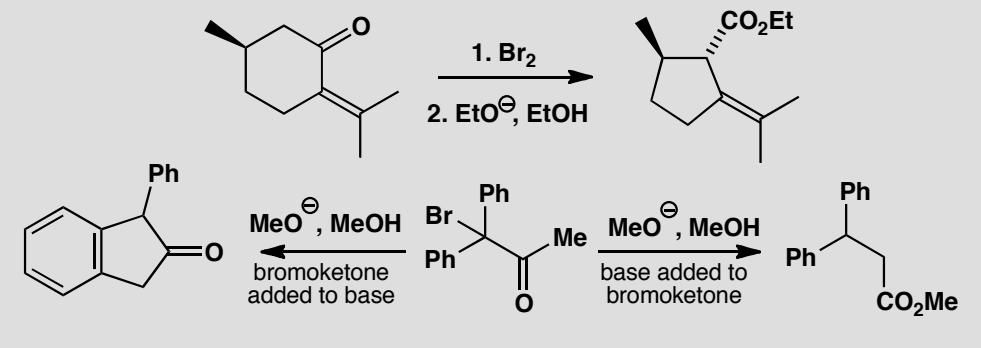 O
1. Br2
2. EtO⊖, EtOH
CO2Et
Ph
O
MeO⊖, MeOH
bromoketone
added to base
Ph
Br
Ph
Me
O
MeO⊖, MeOH
base added to
bromoketone
Ph
Ph
CO2Me